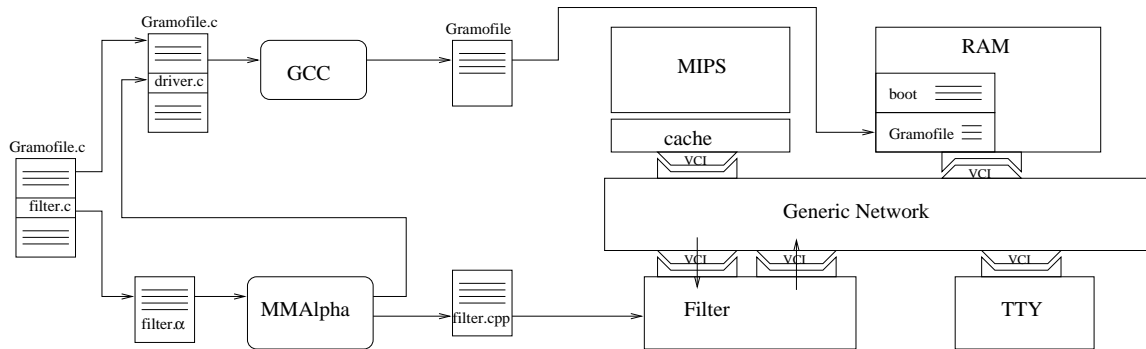 Gramofile.c
driver.c
GCC
Gramofile
MIPS
cache
VCI
RAM
boot
Gramofile
VCI
Gramofile.c
filter.c
Generic Network
VCI
VCI
VCI
filter.α
MMAlpha
filter.cpp
Filter
TTY